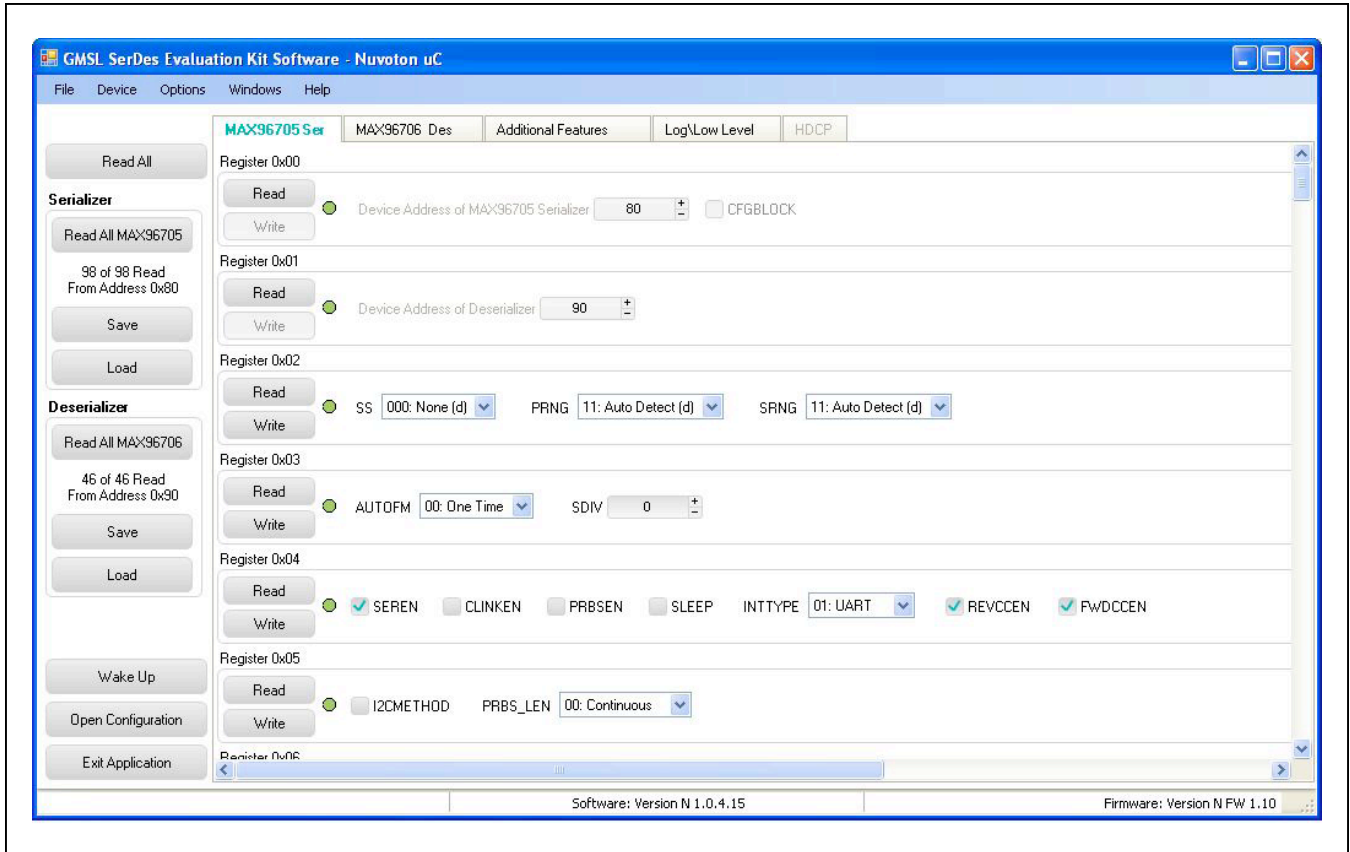 GMSL SerDes Evaluation Kit Software - Nuvoton uC
File Device Options Windows Help
MAX96705 Ser MAX96706 Des Additional Features Log\Low Level HDCP
Read All
Serializer
Read All MAX96705
98 of 98 Read
From Address 0x80
Save
Load
Deserializer
Read All MAX96706
46 of 46 Read
From Address 0x90
Save
Load
Wake Up
Open Configuration
Exit Application
Register 0x00
Read
Write
Device Address of MAX96705 Serializer 80 CFGBLOCK
Register 0x01
Read
Write
Device Address of Deserializer 90
Register 0x02
Read
Write
SS 000: None (d) PRNG 11: Auto Detect (d) SRNG 11: Auto Detect (d)
Register 0x03
Read
Write
AUTOFM 00: One Time SDIV 0
Register 0x04
Read
Write
SEREN CLINKEN PRBSEN SLEEP INTTYPE 01: UART REVCCEN FWDCCEN
Register 0x05
Read
Write
I2CMETHOD PRBS_LEN 00: Continuous
Register 0x06
Software: Version N 1.0.4.15 Firmware: Version N FW 1.10